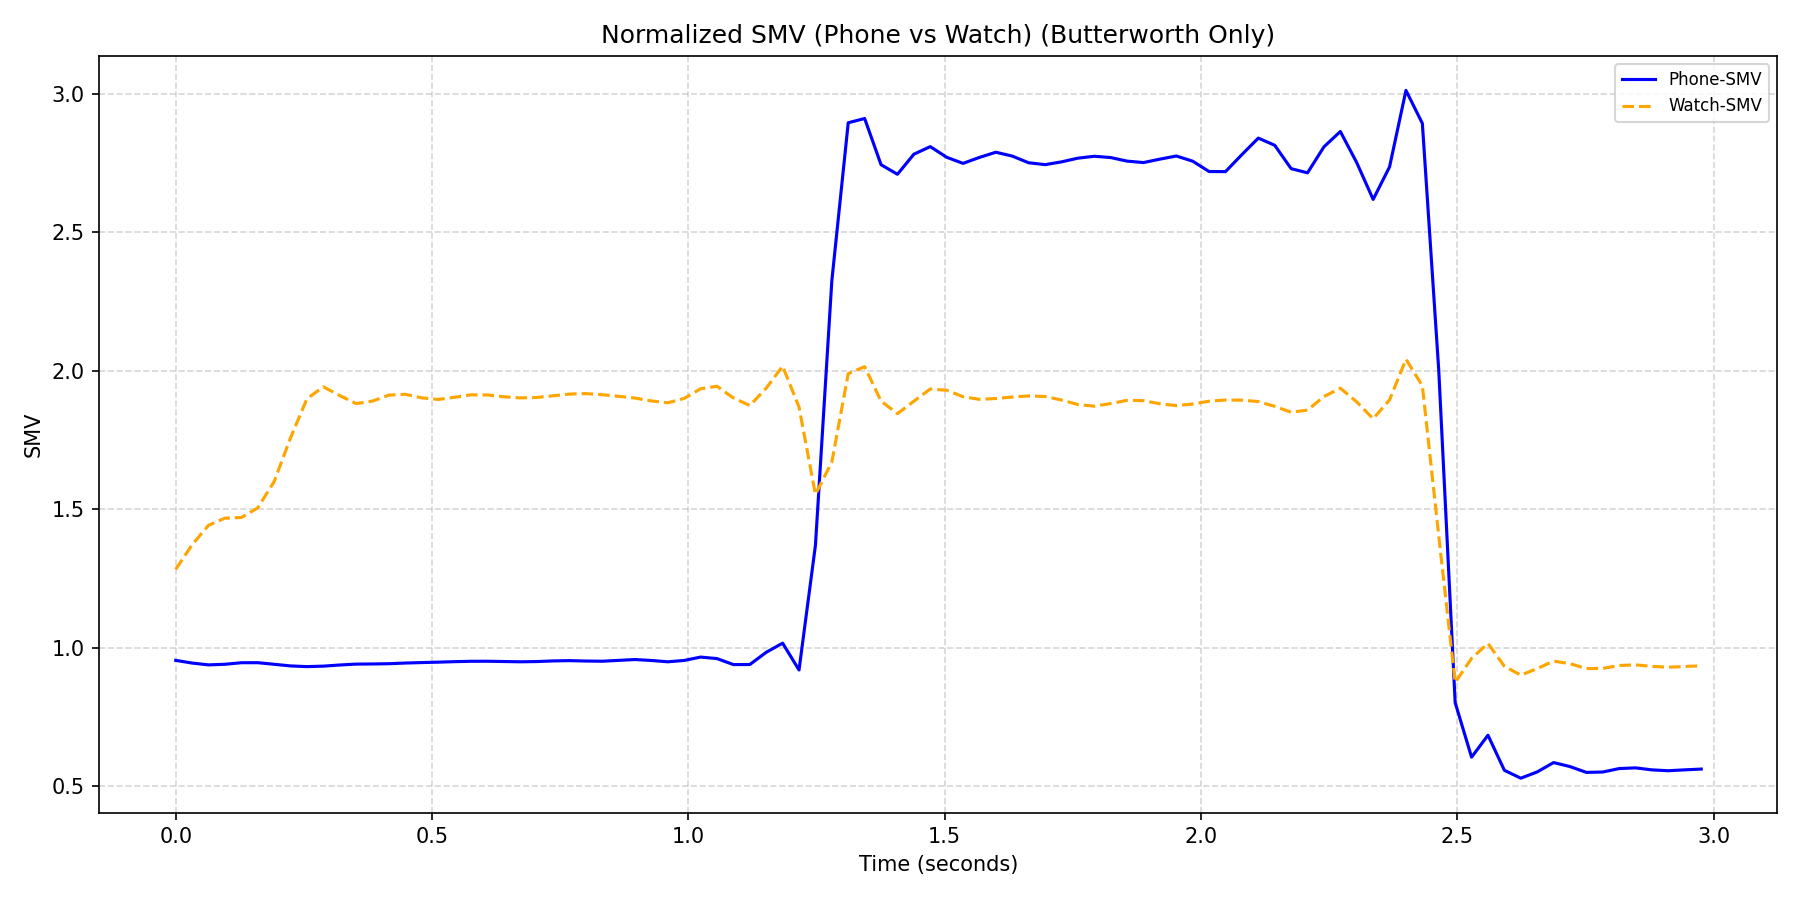 Normalized SMV (Phone vs Watch) (Butterworth Only)
Phone-SMV
Watch-SMV
SMV
3.0
2.5
2.0
1.5
1.0
0.5
0.0 0.5 1.0 1.5 2.0 2.5 3.0
Time (seconds)